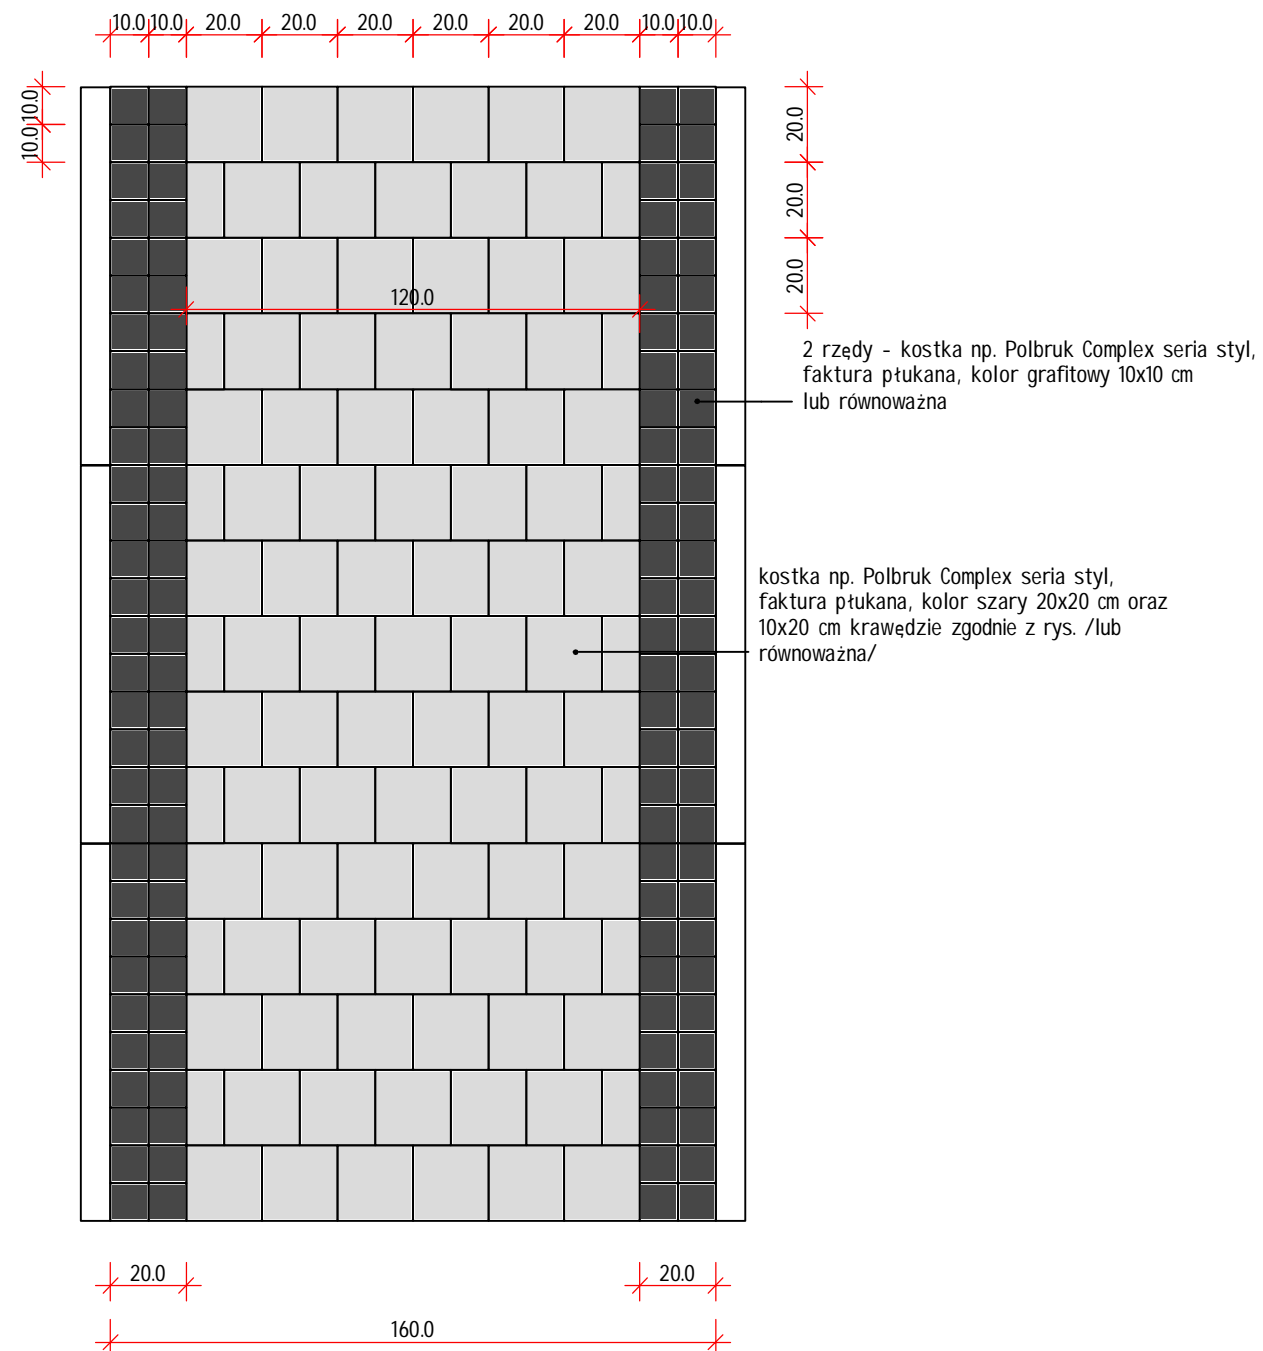 10.0 10.0 20.0 20.0 20.0 20.0 20.0 20.0 10.0 10.0
10.0
10.0
20.0
20.0
20.0
120.0
2 rzędy - kostka np. Polbruk Complex seria styl,
faktura płukana, kolor grafitowy 10x10 cm
lub równoważna
kostka np. Polbruk Complex seria styl,
faktura płukana, kolor szary 20x20 cm oraz
10x20 cm krawędzie zgodnie z rys. /lub
równoważna/
20.0 20.0
160.0